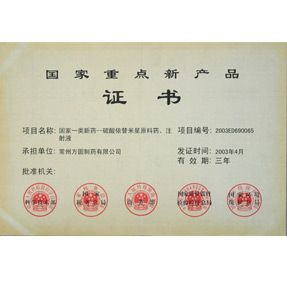 国家重点新产品
证书
项目名称:国家一类新药—硫酸依替米星原料药、注射液
项目编号:2003ED690065
承担单位:常州方圆制药有限公司
发证时间:2003年4月
有效期:三年
批准机关: